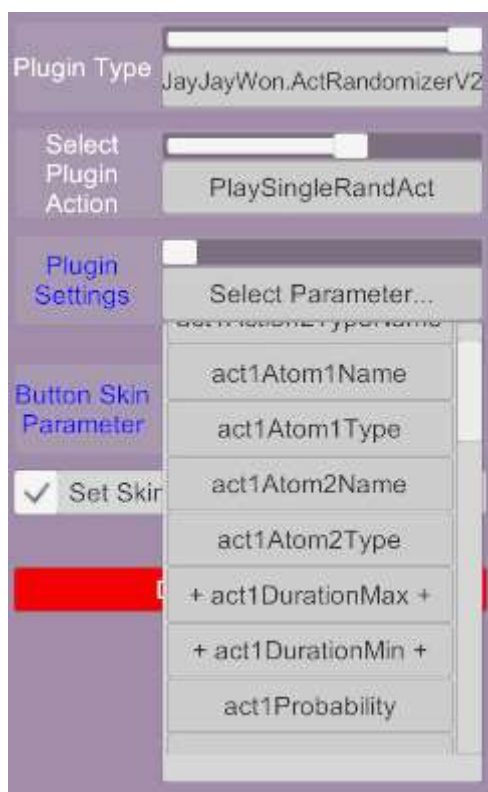 Plugin Type
JayJayWon.ActRandomizerV2
Select
Plugin
Action
PlaySingleRandAct
Plugin
Settings
Select Parameter...
act1Action2TypeName
act1Atom1Name
act1Atom1Type
Button Skin
Parameter
act1Atom2Name
Set Skin
act1Atom2Type
+ act1DurationMax +
+ act1DurationMin +
act1Probability